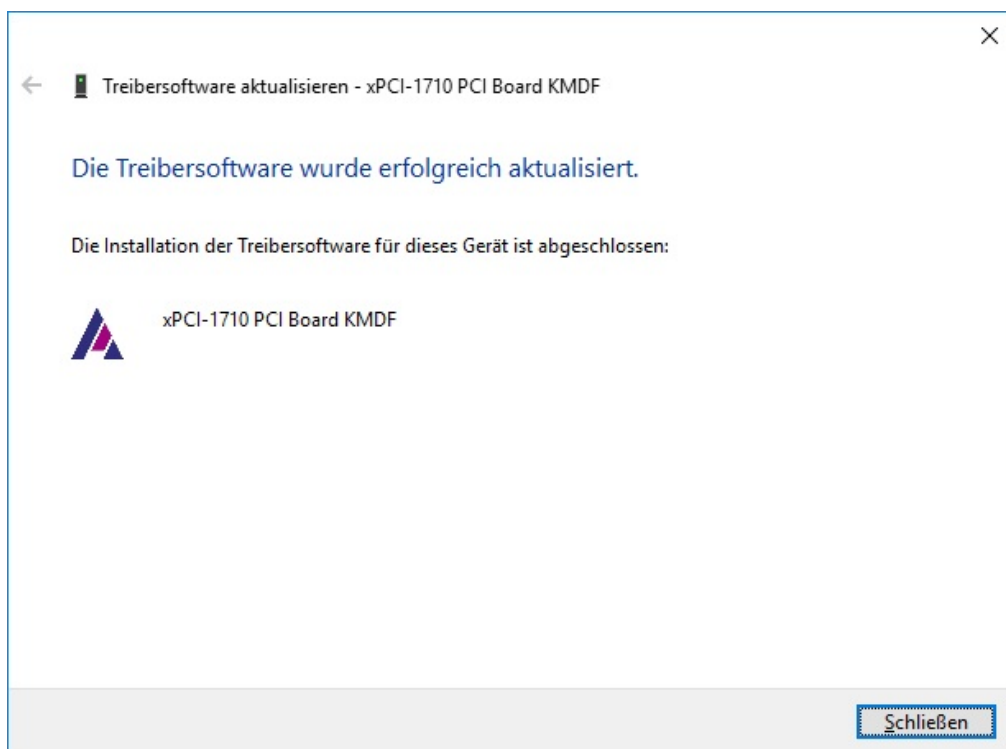 Treibersoftware aktualisieren - xPCI-1710 PCI Board KMDF
Die Treibersoftware wurde erfolgreich aktualisiert.
Die Installation der Treibersoftware für dieses Gerät ist abgeschlossen:
xPCI-1710 PCI Board KMDF
Schließen